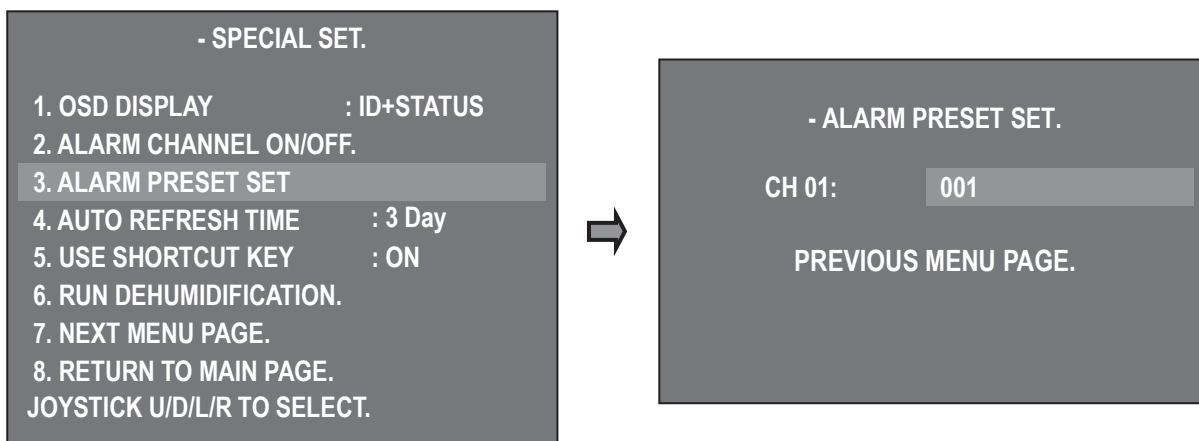 - SPECIAL SET.
1. OSD DISPLAY : ID+STATUS
2. ALARM CHANNEL ON/OFF.
3. ALARM PRESET SET
4. AUTO REFRESH TIME : 3 Day
5. USE SHORTCUT KEY : ON
6. RUN DEHUMIDIFICATION.
7. NEXT MENU PAGE.
8. RETURN TO MAIN PAGE.
JOYSTICK U/D/L/R TO SELECT.
- ALARM PRESET SET.
CH 01: 001
PREVIOUS MENU PAGE.